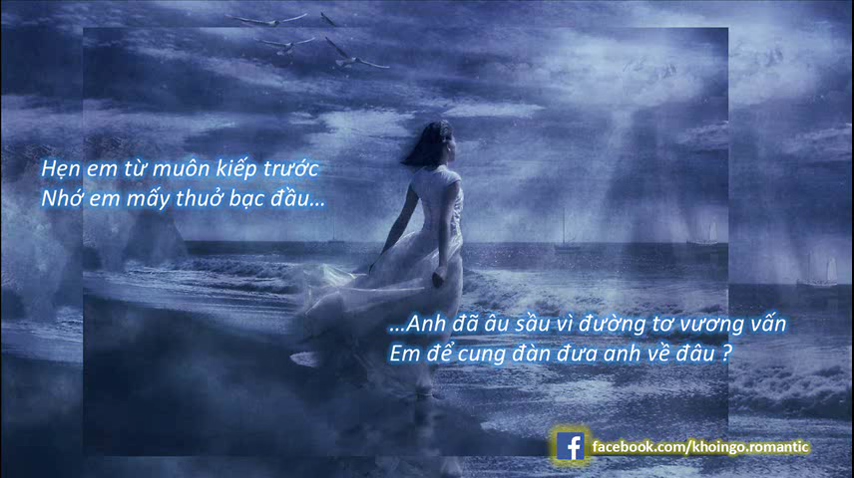 Hẹn em từ muôn kiếp trước
Nhớ em mấy thuở bạc đầu...
...Anh đã âu sầu vì đường tơ vương vấn
Em để cung đàn đưa anh về đâu ?
facebook.com/khoingo.romantic